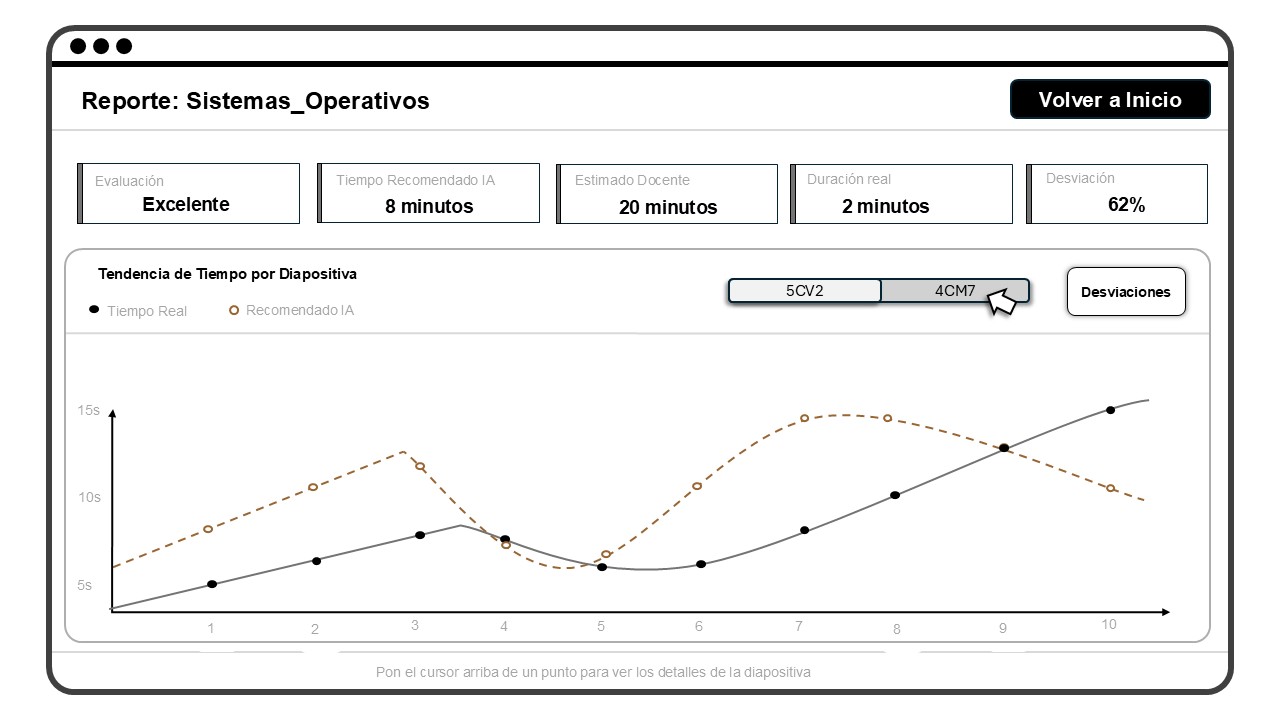 Reporte: Sistemas_Operativos
Volver a Inicio
Evaluación
Excelente
Tiempo Recomendado IA
8 minutos
Estimado Docente
20 minutos
Duración real
2 minutos
Desviación
62%
Tendencia de Tiempo por Diapositiva
Tiempo Real
Recomendado IA
5CV2
4CM7
Desviaciones
15s
10s
5s
1 2 3 4 5 6 7 8 9 10
Pon el cursor arriba de un punto para ver los detalles de la diapositiva